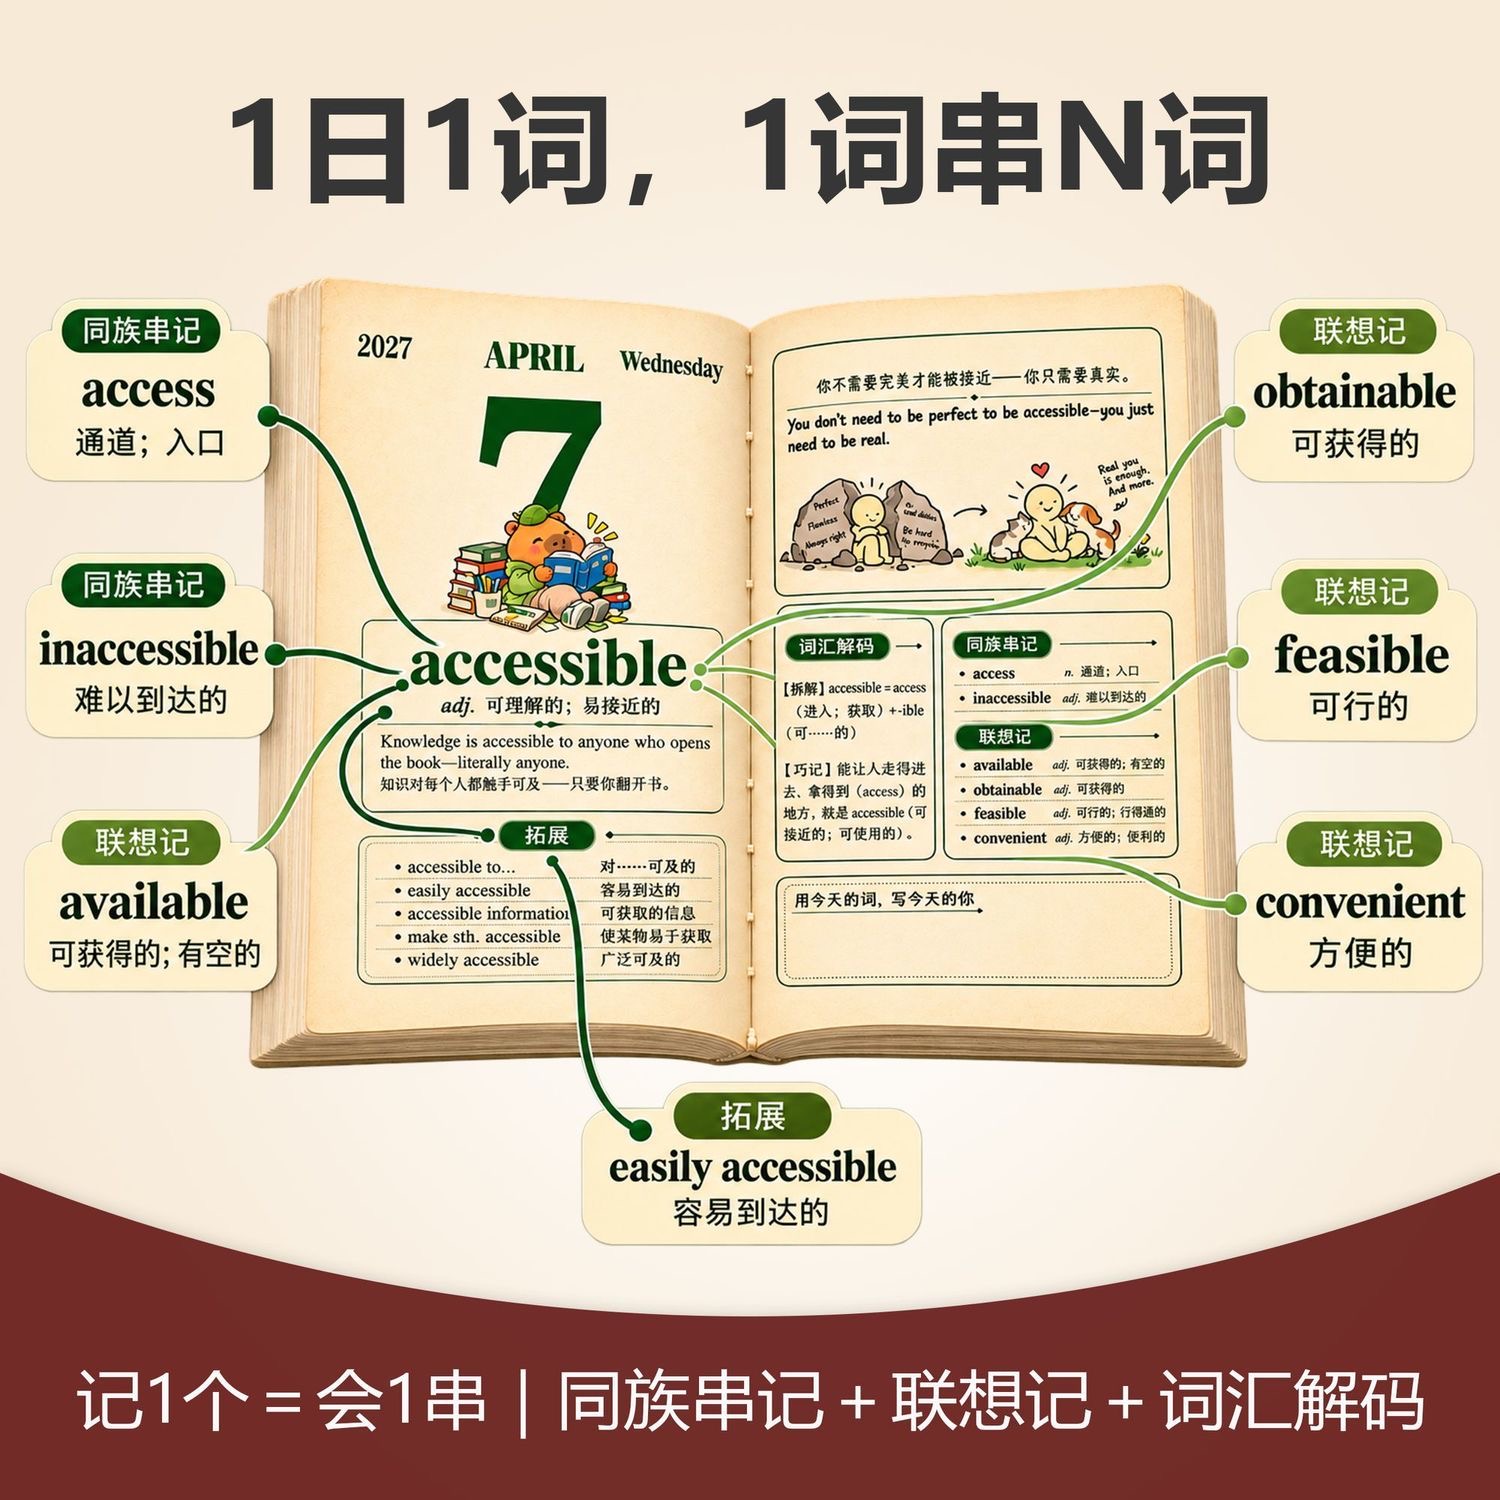 1日1词，1词串N词
同族串记
access
通道；入口
同族串记
inaccessible
难以到达的
联想记
available
可获得的; 有空的
2027
APRIL
Wednesday
7
accessible
adj. 可理解的；易接近的
Knowledge is accessible to anyone who opens
the book—literally anyone.
知识对每个人都触手可及——只要你翻开书。
拓展
• accessible to... 对……可及的
• easily accessible 容易到达的
• accessible information 可获取的信息
• make sth. accessible 使某物易于获取
• widely accessible 广泛可及的
你不需要完美才能被接近——你只需要真实。
You don't need to be perfect to be accessible—you just
need to be real.
Perfect
Flawless
Always right
Be hard
Real you
is enough.
And more.
词汇解码
【拆解】accessible = access
（进入；获取）+-ible
（可……的）
【巧记】能让人走得进
去、拿得到（access）的
地方，就是 accessible（可
接近的；可使用的）。
同族串记
• access n. 通道；入口
• inaccessible adj. 难以到达的
联想记
• available adj. 可获得的; 有空的
• obtainable adj. 可获得的
• feasible adj. 可行的；行得通的
• convenient adj. 方便的；便利的
用今天的词，写今天的你
联想记
obtainable
可获得的
联想记
feasible
可行的
联想记
convenient
方便的
拓展
easily accessible
容易到达的
记1个=会1串｜同族串记+联想记+词汇解码